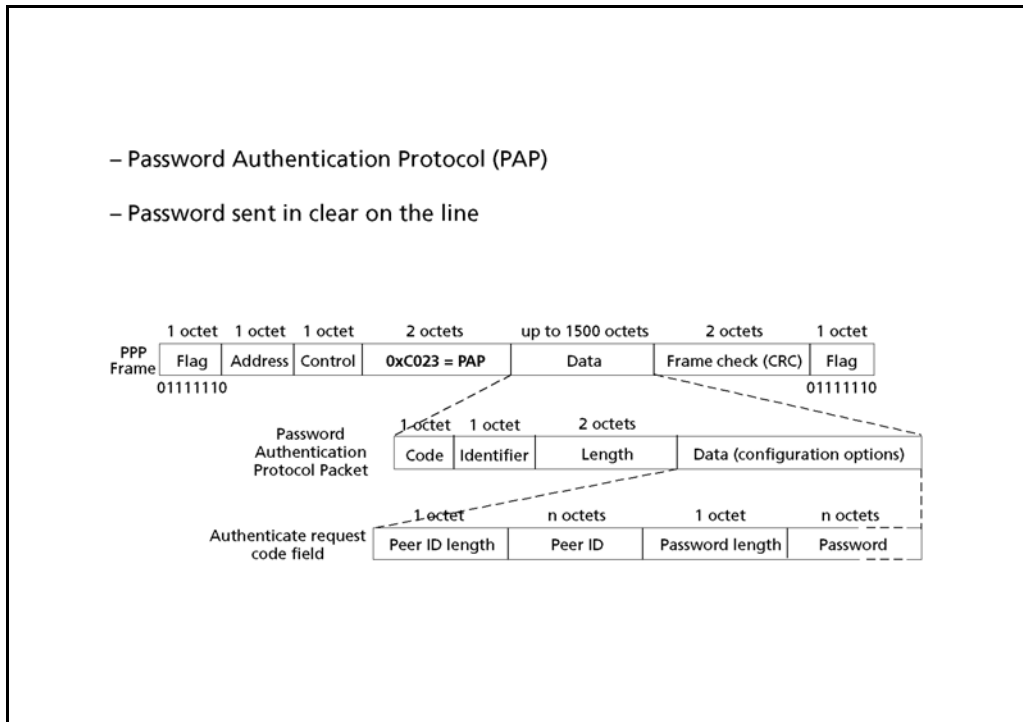 – Password Authentication Protocol (PAP)
– Password sent in clear on the line
1 octet 1 octet 1 octet 2 octets up to 1500 octets 2 octets 1 octet
PPP
Frame
Flag Address Control 0xC023 = PAP Data Frame check (CRC) Flag
01111110 01111110
1 octet 1 octet 2 octets
Password
Authentication
Protocol Packet
Code Identifier Length Data (configuration options)
1 octet n octets 1 octet n octets
Authenticate request
code field
Peer ID length Peer ID Password length Password